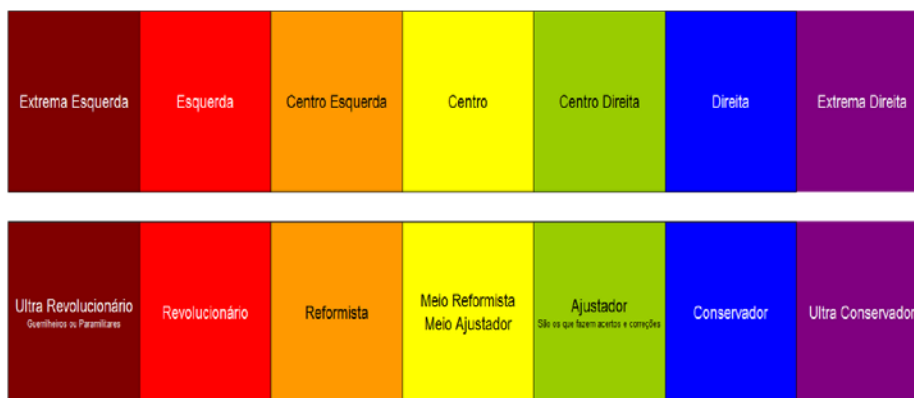 Extrema Esquerda
Esquerda
Centro Esquerda
Centro
Centro Direita
Direita
Extrema Direita
Ultra Revolucionário
Guerrilheiros ou Paramilitares
Revolucionário
Reformista
Meio Reformista
Meio Ajustador
Ajustador
São os que fazem acertos e correções
Conservador
Ultra Conservador